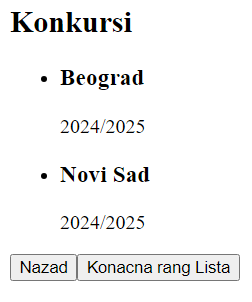 Konkursi
Beograd
2024/2025
Novi Sad
2024/2025
Nazad
Konacna rang Lista